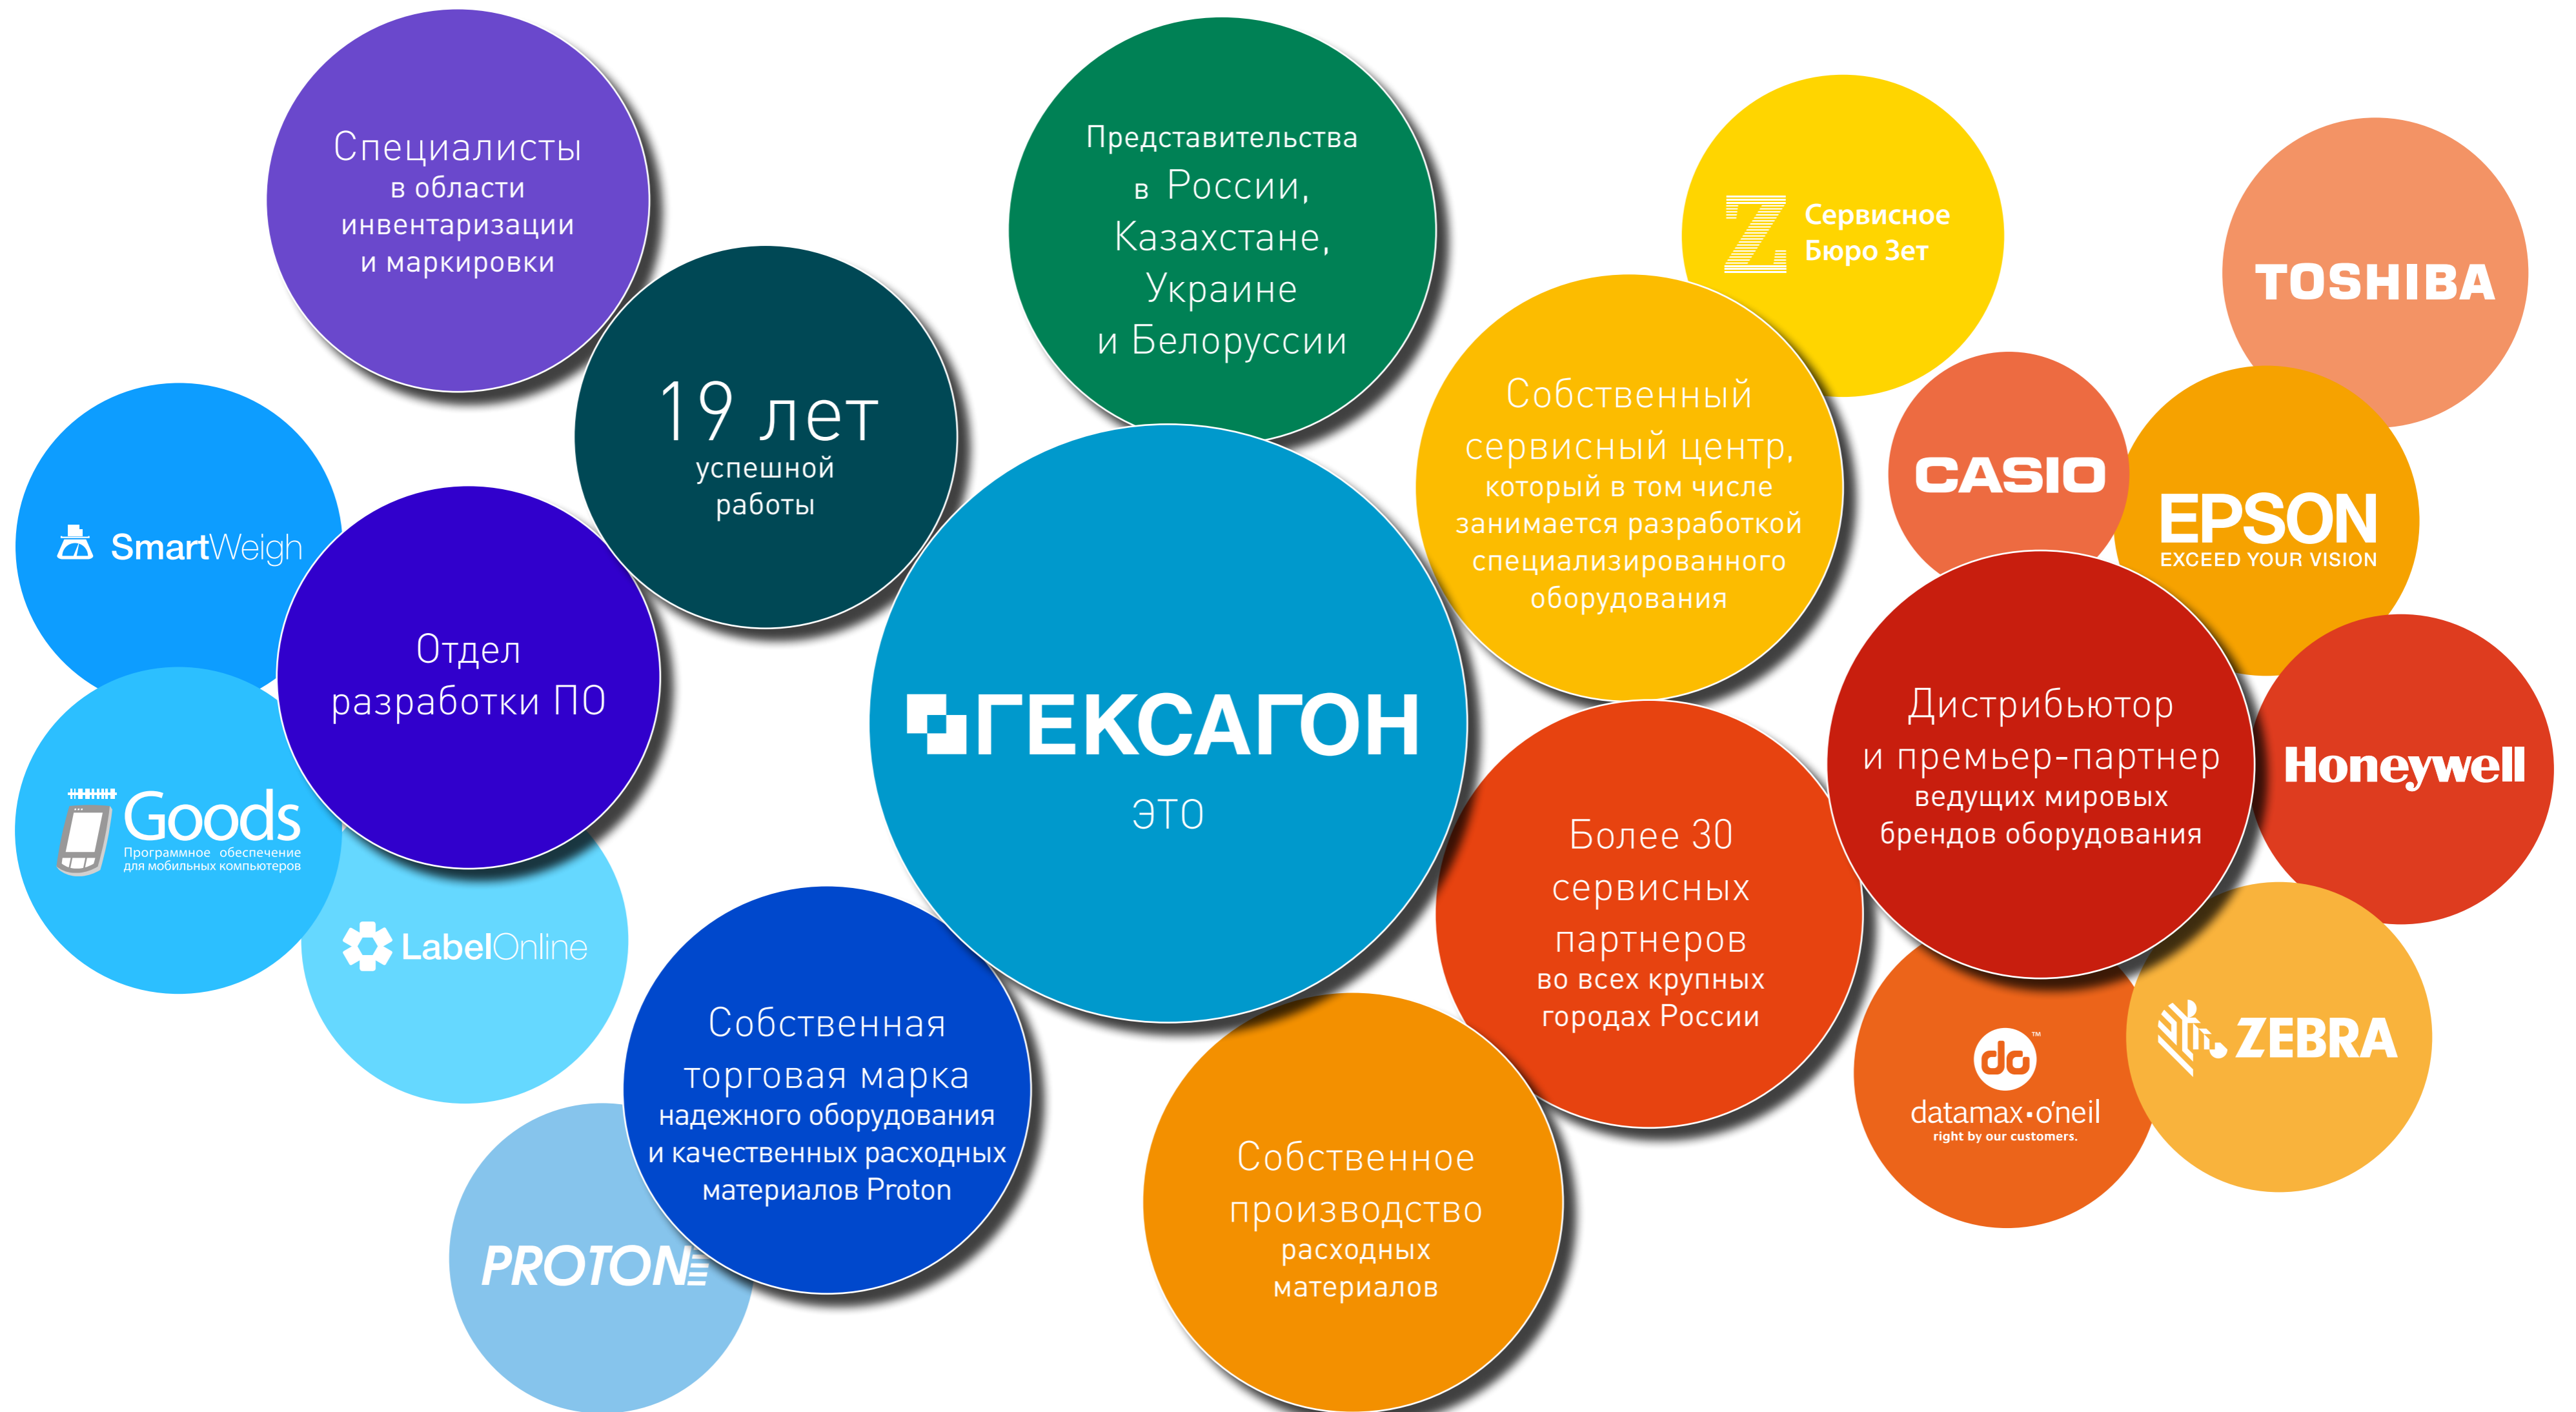 Специалисты
в области
инвентаризации
и маркировки
19 лет
успешной
работы
Представительства
в России,
Казахстане,
Украине
и Белоруссии
Сервисное
Бюро Зет
Собственный
сервисный центр,
который в том числе
занимается разработкой
специализированного
оборудования
TOSHIBA
CASIO
EPSON
EXCEED YOUR VISION
SmartWeigh
Отдел
разработки ПО
Goods
Программное обеспечение
для мобильных компьютеров
LabelOnline
ГЕКСАГОН
ЭТО
Дистрибьютор
и премьер-партнер
ведущих мировых
брендов оборудования
Honeywell
Более 30
сервисных
партнеров
во всех крупных
городах России
ZEBRA
do™
datamax•o'neil
right by our customers.
Собственная
торговая марка
надежного оборудования
и качественных расходных
материалов Proton
PROTON
Собственное
производство
расходных
материалов